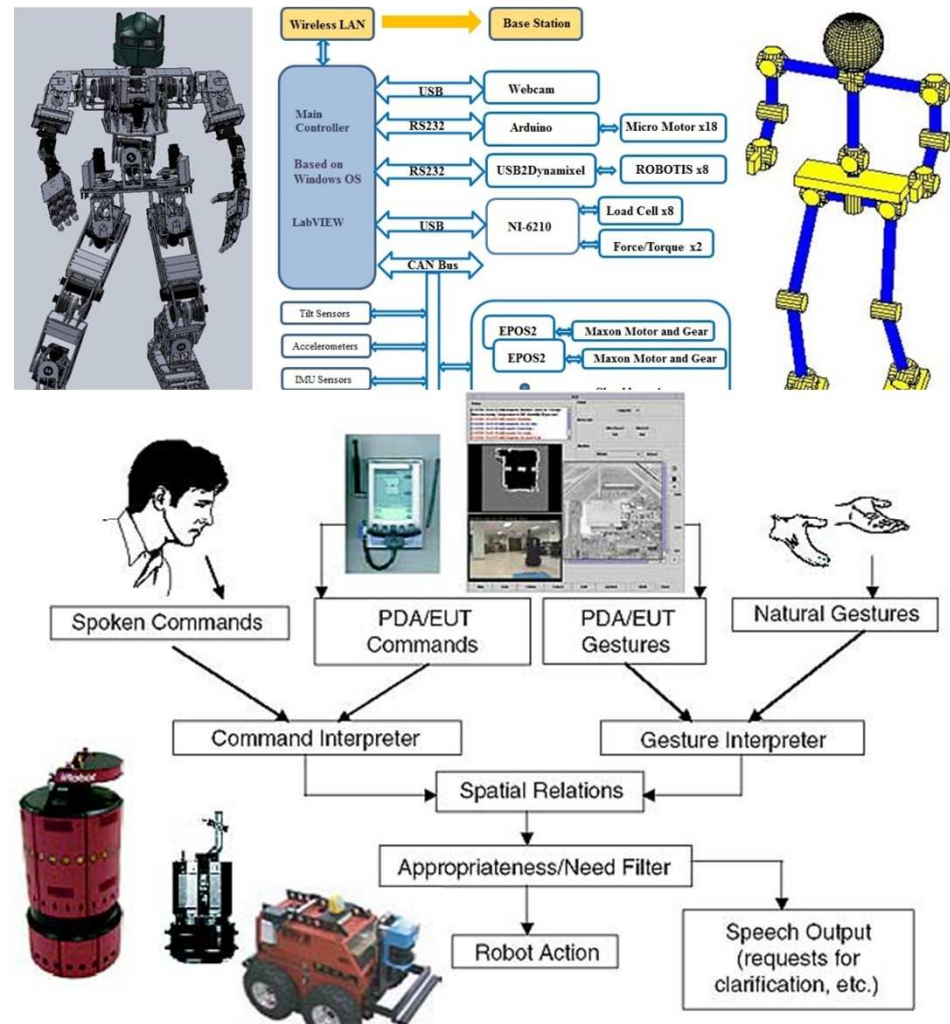 Wireless LAN
Base Station
Main
Controller
Based on
Windows OS
LabVIEW
USB
Webcam
RS232
Arduino
Micro Motor x18
RS232
USB2Dynamixel
ROBOTIS x8
USB
NI-6210
Load Cell x8
Force/Torque x2
CAN Bus
Tilt Sensors
Accelerometers
IMU Sensors
EPOS2
Maxon Motor and Gear
EPOS2
Maxon Motor and Gear
Spoken Commands
PDA/EUT
Commands
PDA/EUT
Gestures
Natural Gestures
Command Interpreter
Gesture Interpreter
Spatial Relations
Appropriateness/Need Filter
Robot Action
Speech Output
(requests for
clarification, etc.)
iRobot